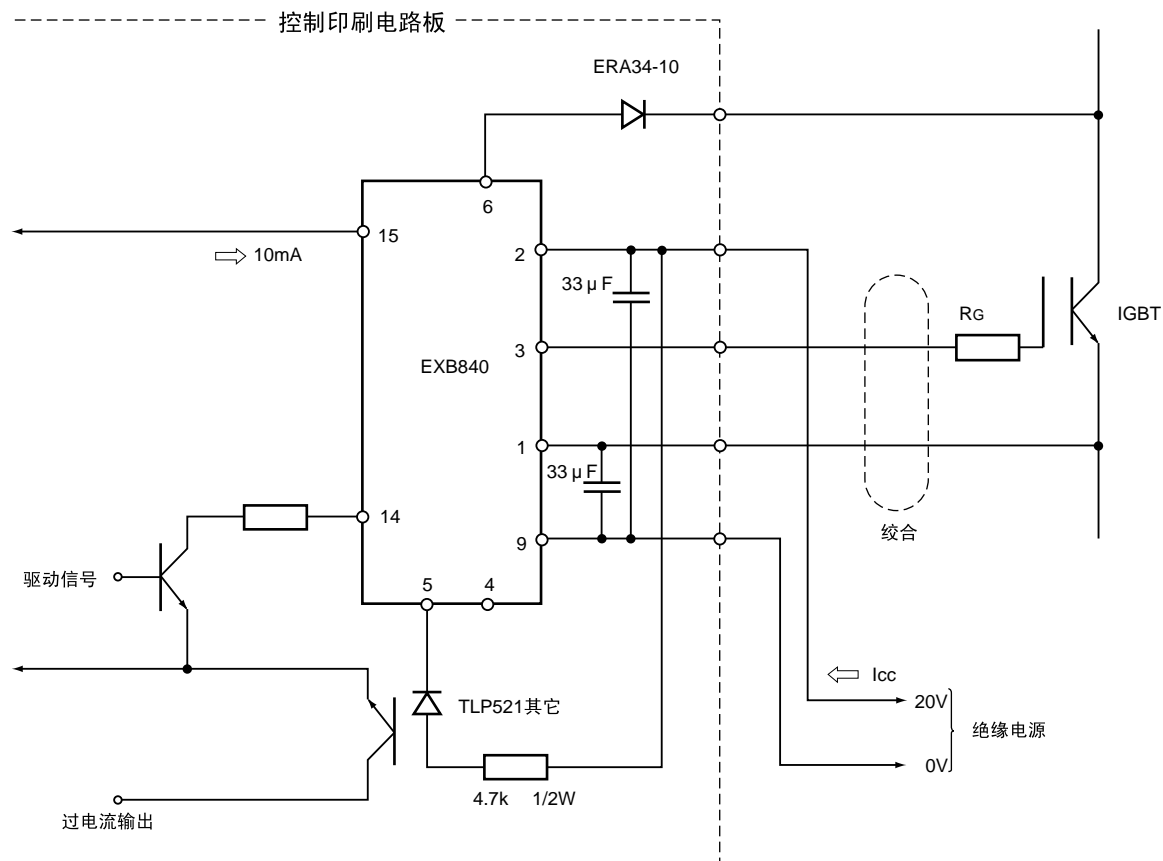 控制印刷电路板
ERA34-10
6
15
10mA
2
33 μ F
RG
IGBT
3
EXB840
1
33 μ F
14
绞合
9
驱动信号
5
4
Icc
TLP521其它
20V
绝缘电源
0V
4.7k 1/2W
过电流输出